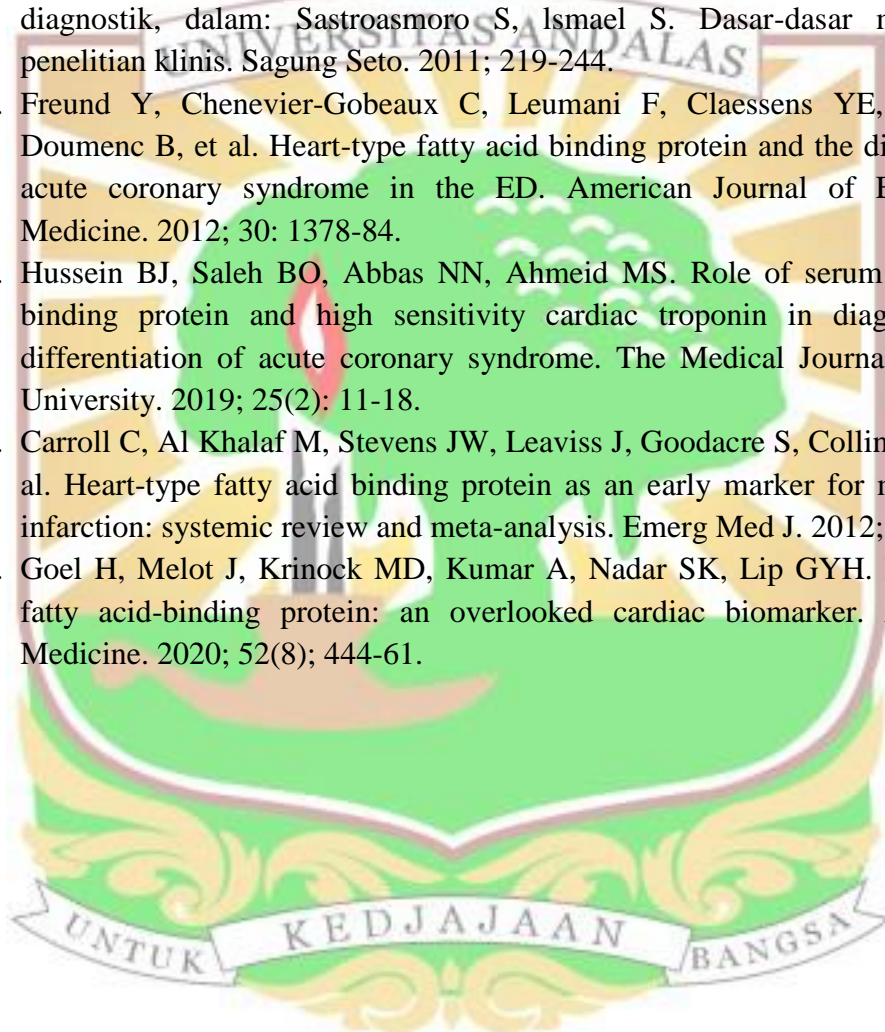 diagnostik, dalam: Sastroasmoro S, Ismael S. Dasar-dasar
UNIVERSITAS ANDALAS
penelitian klinis. Sagung Seto. 2011; 219-244.
Freund Y, Chenevier-Gobeaux C, Leumani F, Claessens YE,
Doumenc B, et al. Heart-type fatty acid binding protein and the
acute coronary syndrome in the ED. American Journal of
Medicine. 2012; 30: 1378-84.
Hussein BJ, Saleh BO, Abbas NN, Ahmeid MS. Role of serum
binding protein and high sensitivity cardiac troponin in
differentiation of acute coronary syndrome. The Medical
University. 2019; 25(2): 11-18.
Carroll C, Al Khalaf M, Stevens JW, Leaviss J, Goodacre S,
al. Heart-type fatty acid binding protein as an early marker for
infarction: systemic review and meta-analysis. Emerg Med J. 2012;
Goel H, Melot J, Krinock MD, Kumar A, Nadar SK, Lip GYH.
fatty acid-binding protein: an overlooked cardiac biomarker.
Medicine. 2020; 52(8); 444-61.
UNTUK KEDJAJAAN BANGSA